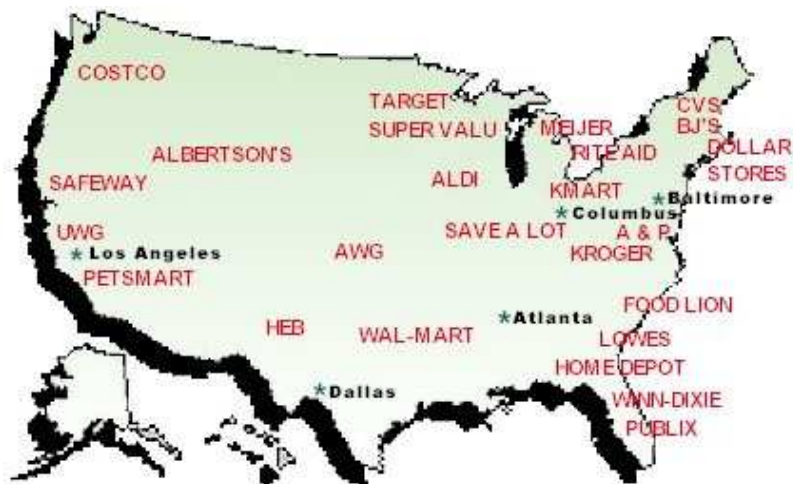 COSTCO
TARGET
CVS
SUPER VALU
MEIJER
BJ'S
ALBERTSON'S
RITE AID
DOLLAR
STORES
SAFEWAY
ALDI
KMART
*Baltimore
*Columbus
UWG
SAVE A LOT
A & P
*Los Angeles
AWG
KROGER
PETSMART
FOOD LION
HEB
WAL-MART
*Atlanta
LOWES
HOME DEPOT
*Dallas
WINN-DIXIE
PUBLIX